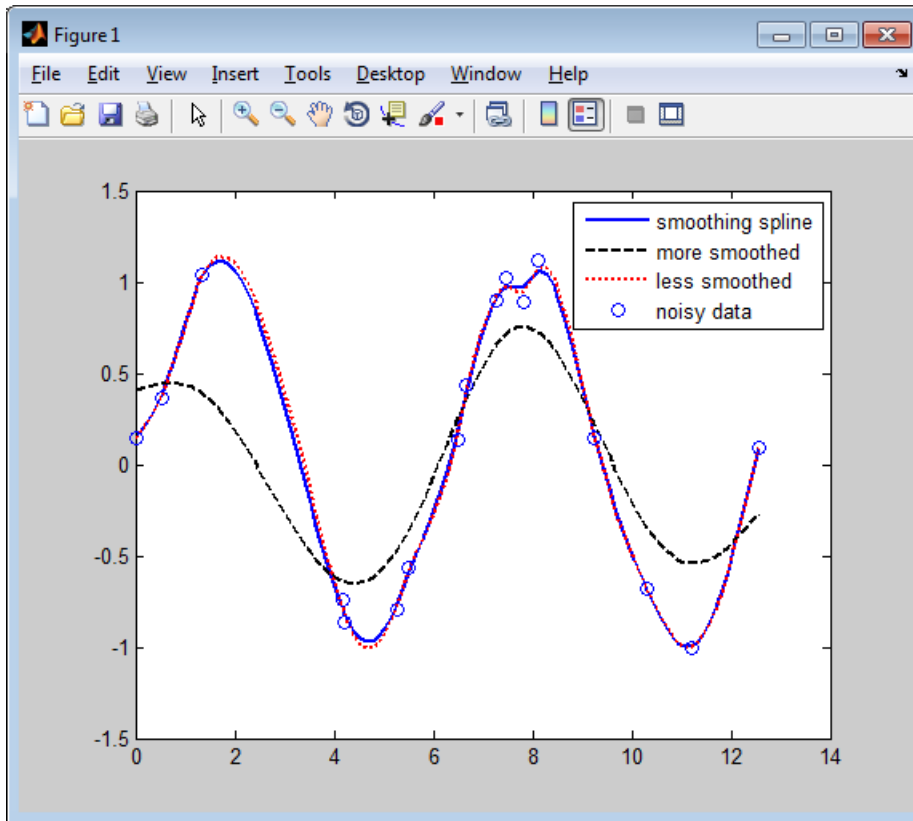 Figure 1
File Edit View Insert Tools Desktop Window Help
1.5
1
0.5
0
-0.5
-1
-1.5
0 2 4 6 8 10 12 14
smoothing spline
more smoothed
less smoothed
noisy data